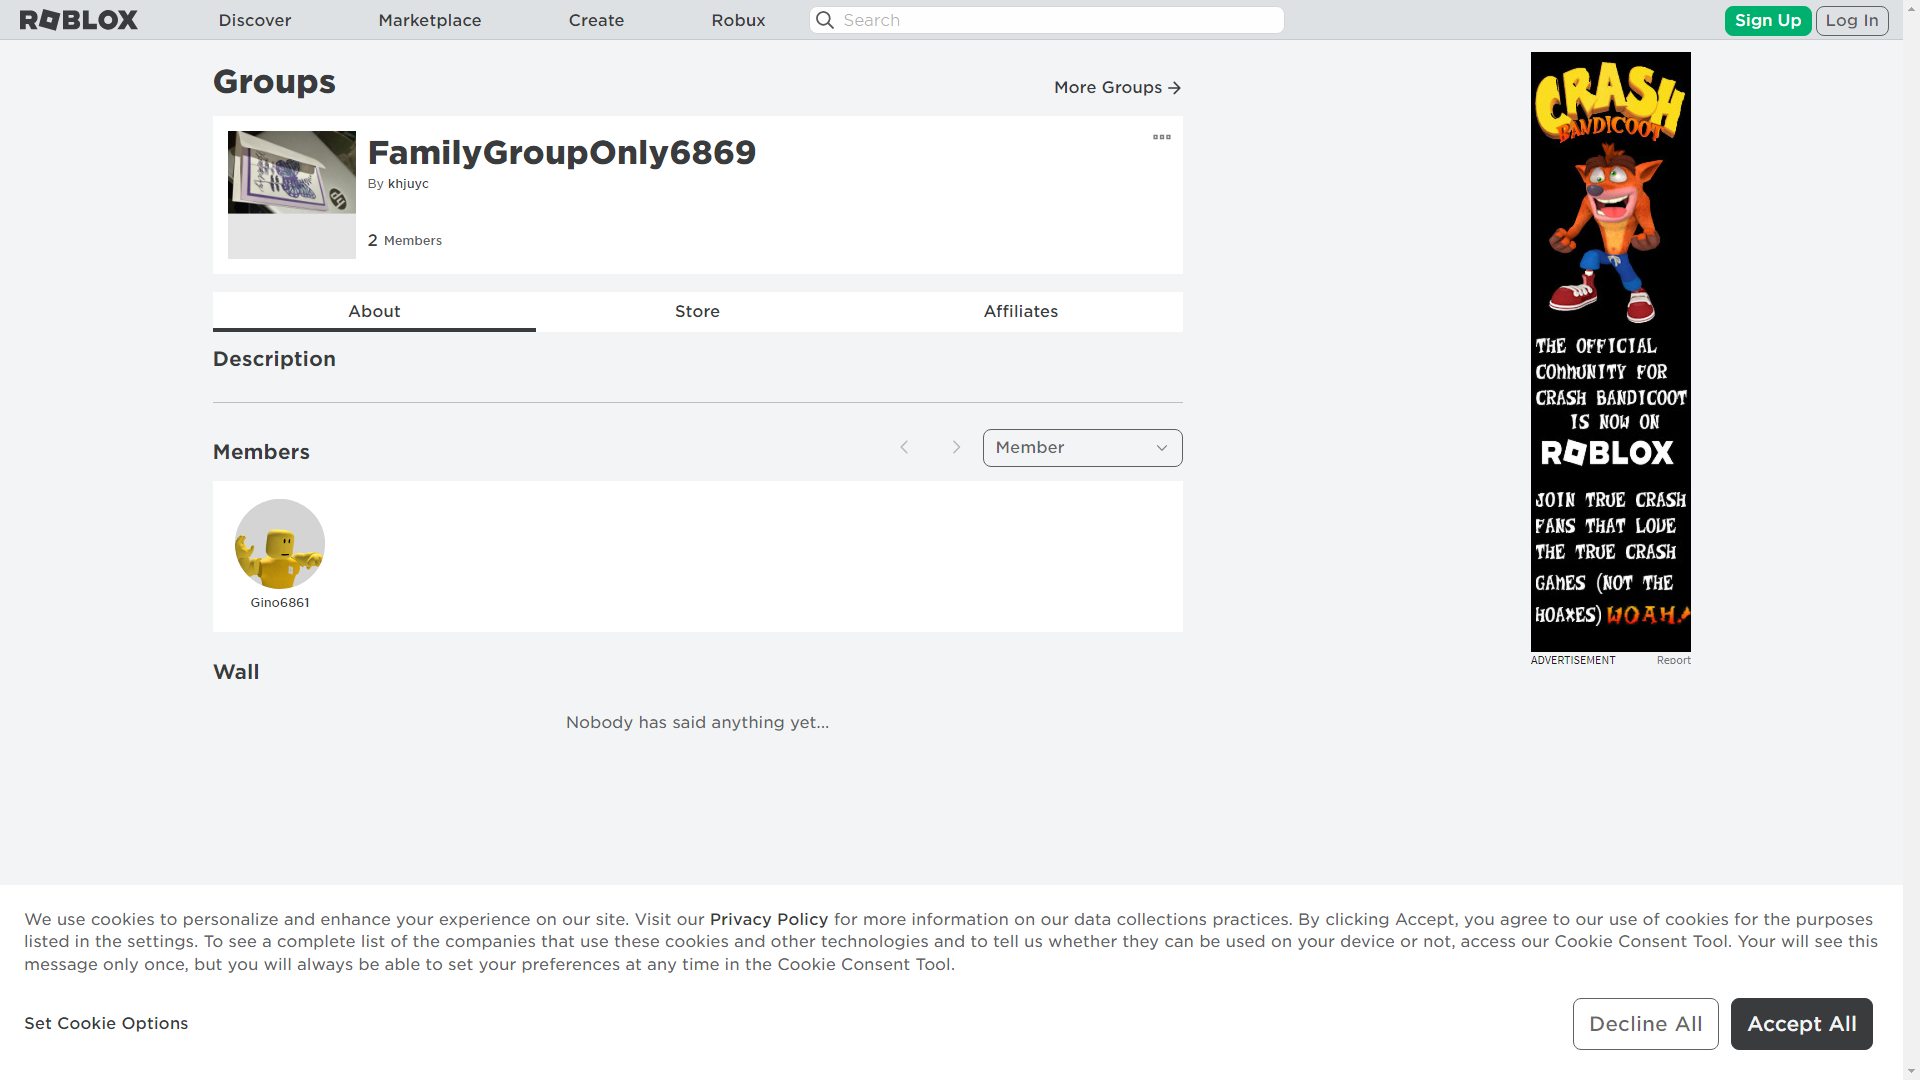 ROBLOX
Discover
Marketplace
Create
Robux
Search
Sign Up
Log In
Groups
More Groups
FamilyGroupOnly6869
By khjuyc
2 Members
About
Store
Affiliates
Description
Members
Member
Gino6861
Wall
Nobody has said anything yet...
CRASH
BANDICOOT
THE OFFICIAL
COMMUNITY FOR
CRASH BANDICOOT
IS NOW ON
ROBLOX
JOIN TRUE CRASH
FANS THAT LOVE
THE TRUE CRASH
GAMES (NOT THE
HOAXES) WOAH!
ADVERTISEMENT
Report
We use cookies to personalize and enhance your experience on our site. Visit our Privacy Policy for more information on our data collections practices. By clicking Accept, you agree to our use of cookies for the purposes
listed in the settings. To see a complete list of the companies that use these cookies and other technologies and to tell us whether they can be used on your device or not, access our Cookie Consent Tool. Your will see this
message only once, but you will always be able to set your preferences at any time in the Cookie Consent Tool.
Set Cookie Options
Decline All
Accept All